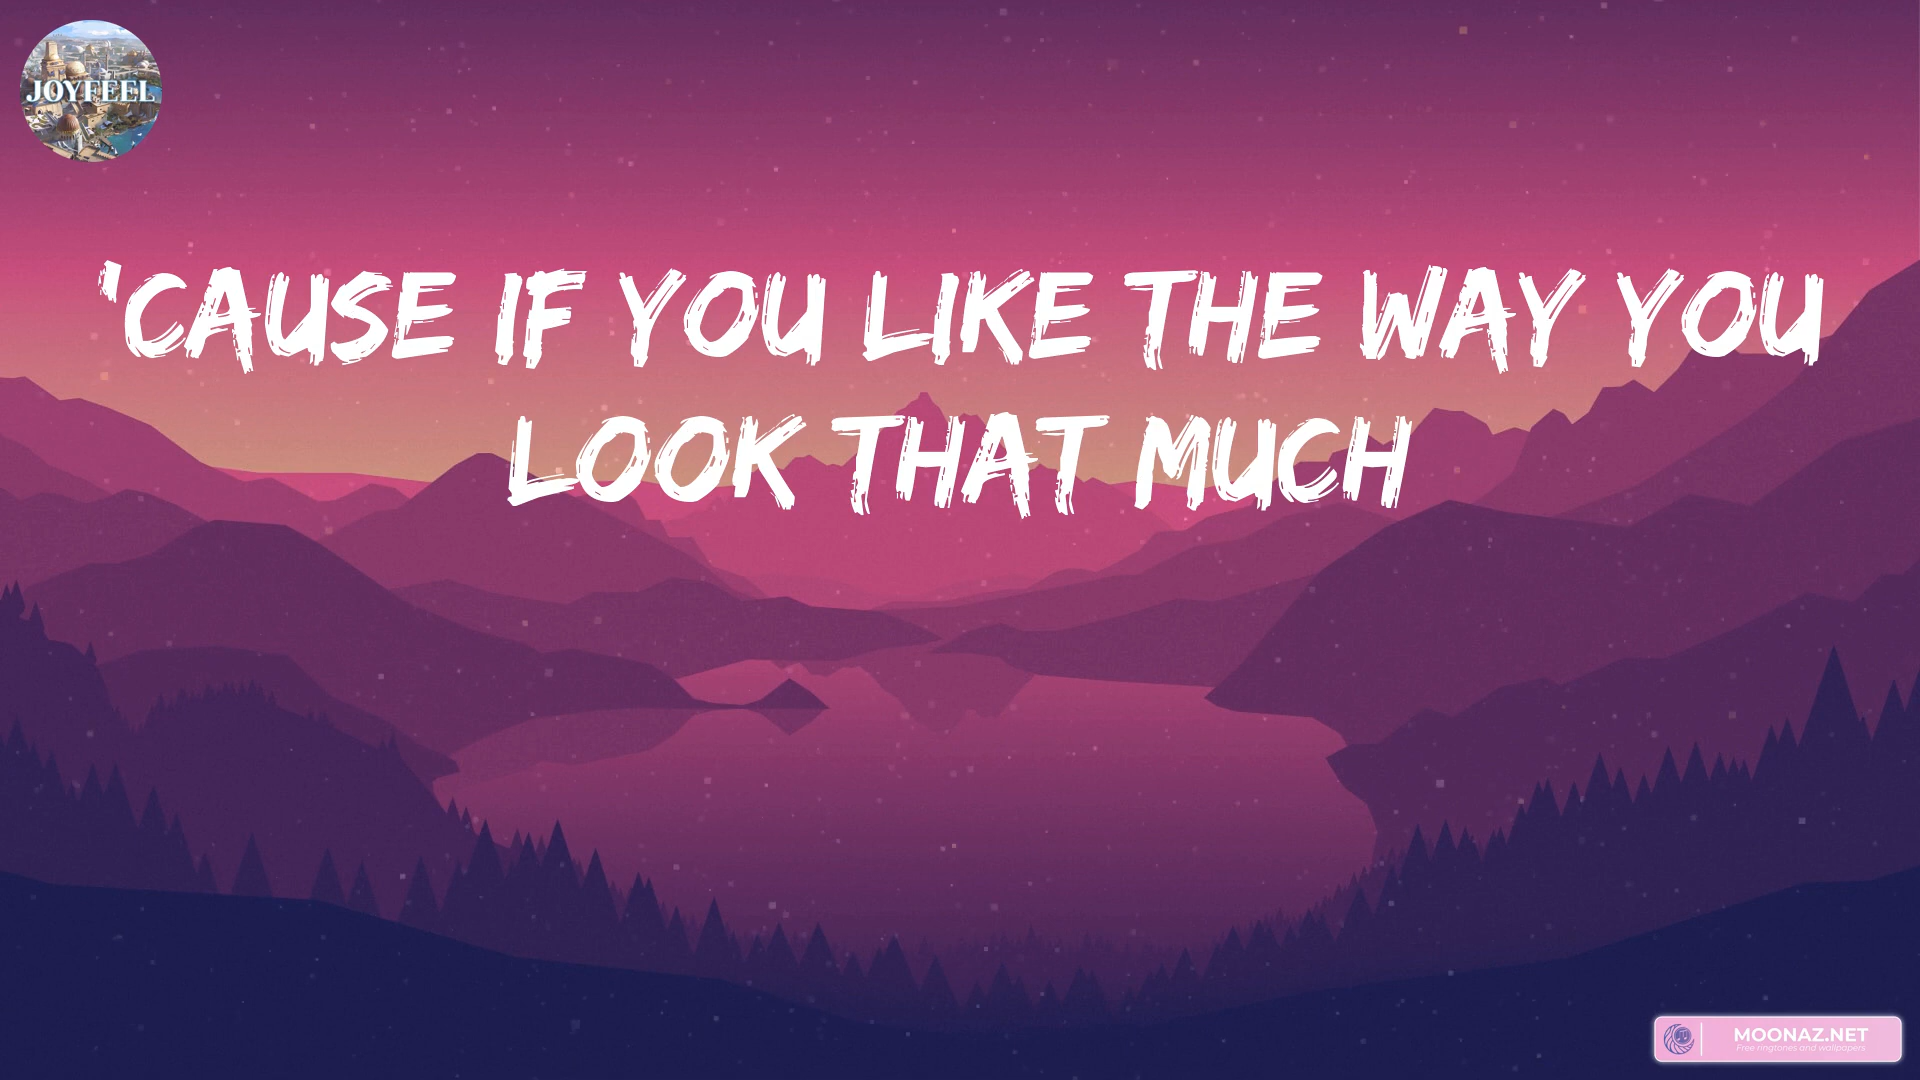 JOYFEEL
'CAUSE IF YOU LIKE THE WAY YOU
LOOK THAT MUCH
MOONAZ.NET
Free ringtones and wallpapers